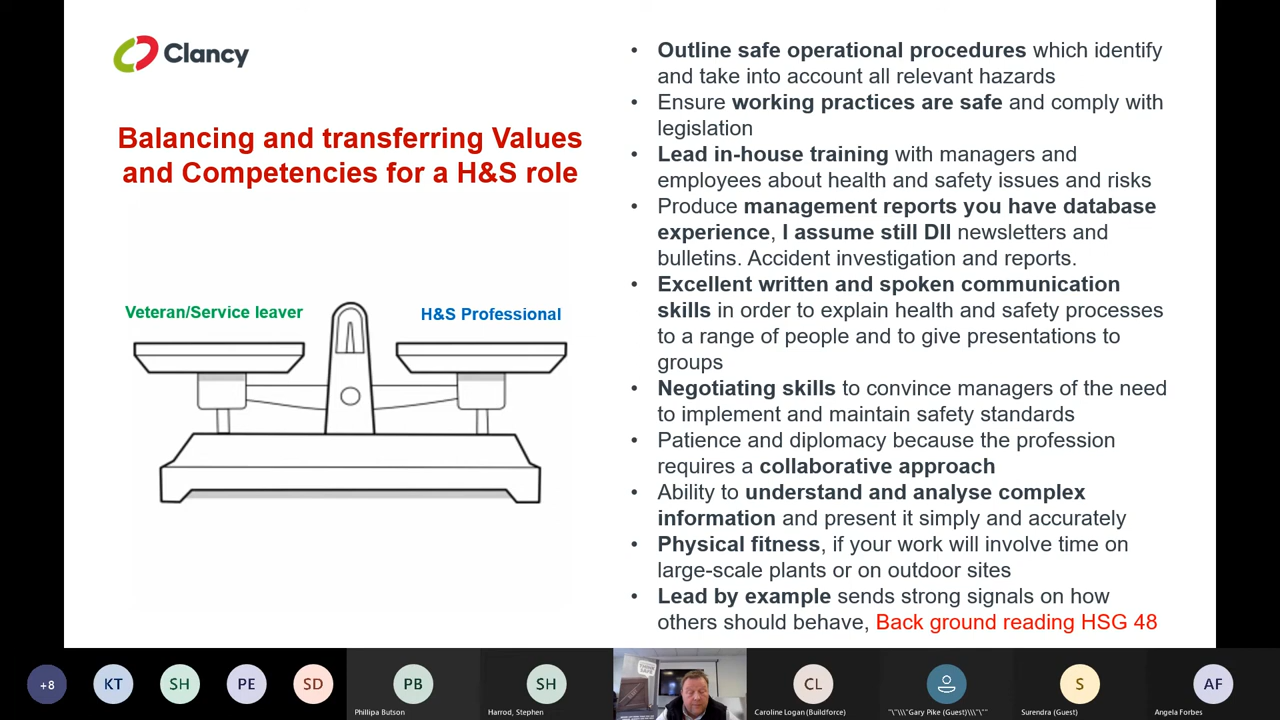 Clancy
Balancing and transferring Values
and Competencies for a H&S role
Veteran/Service leaver
H&S Professional
• Outline safe operational procedures which identify
and take into account all relevant hazards
• Ensure working practices are safe and comply with
legislation
• Lead in-house training with managers and
employees about health and safety issues and risks
• Produce management reports you have database
experience, I assume still DII newsletters and
bulletins. Accident investigation and reports.
• Excellent written and spoken communication
skills in order to explain health and safety processes
to a range of people and to give presentations to
groups
• Negotiating skills to convince managers of the need
to implement and maintain safety standards
• Patience and diplomacy because the profession
requires a collaborative approach
• Ability to understand and analyse complex
information and present it simply and accurately
• Physical fitness, if your work will involve time on
large-scale plants or on outdoor sites
• Lead by example sends strong signals on how
others should behave, Back ground reading HSG 48
+8
KT
SH
PE
SD
PB
Phillipa Butson
SH
Harrod, Stephen
CL
Caroline Logan (Buildforce)
"\"\\\"Gary Pike (Guest)\\\"\""
S
Surendra (Guest)
AF
Angela Forbes